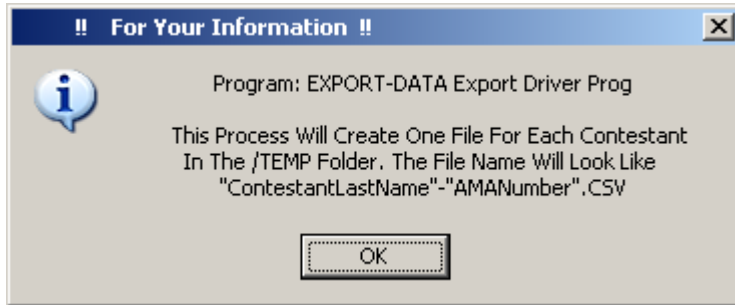 !! For Your Information !!
Program: EXPORT-DATA Export Driver Prog
This Process Will Create One File For Each Contestant
In The /TEMP Folder. The File Name Will Look Like
"ContestantLastName"-"AMANumber".CSV
OK